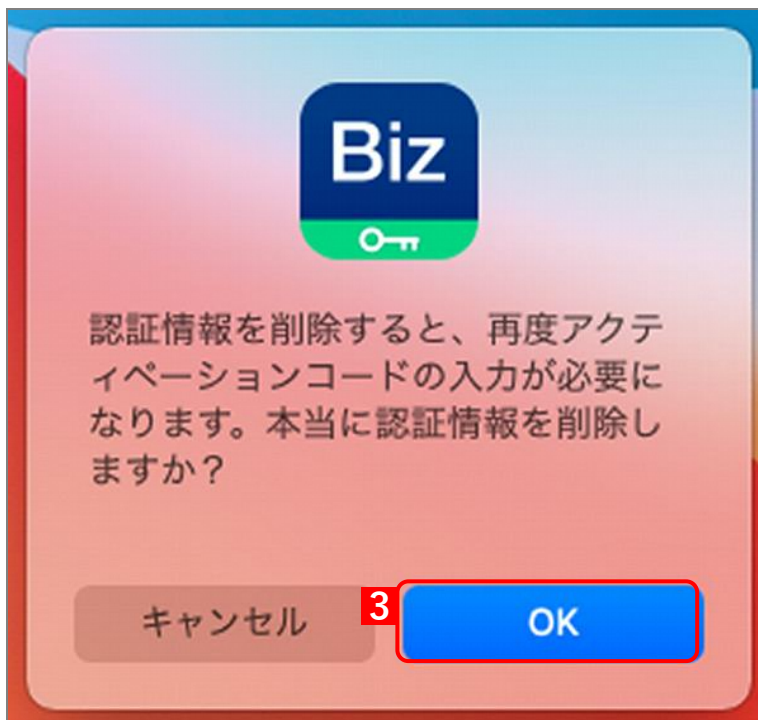 Biz
認証情報を削除すると、再度アクテ
ィベーションコードの入力が必要に
なります。本当に認証情報を削除し
ますか？
キャンセル
3
OK